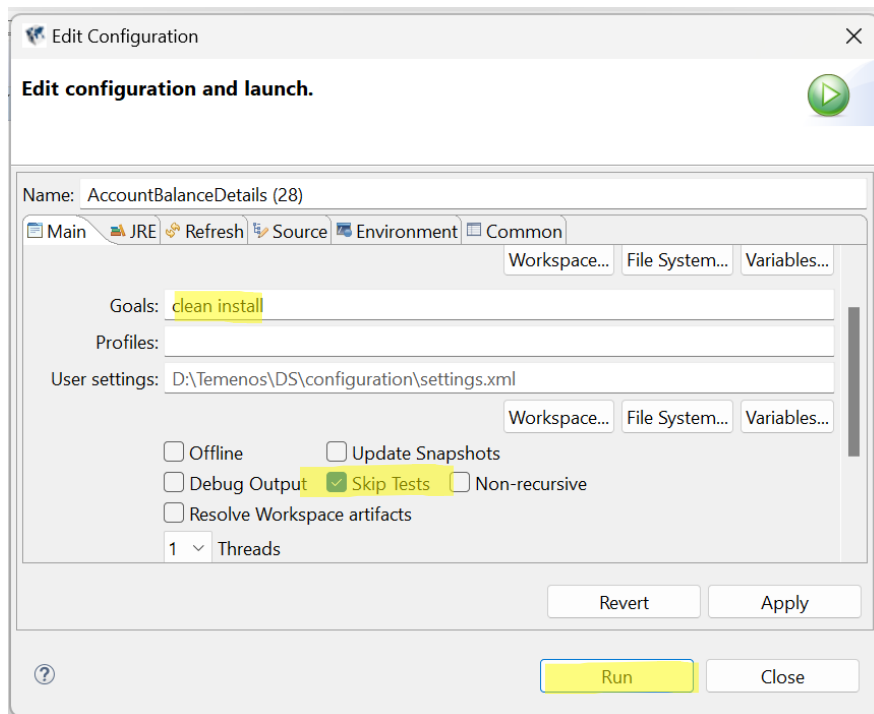 Edit Configuration
Edit configuration and launch.
Name: AccountBalanceDetails (28)
Main JRE Refresh Source Environment Common
Workspace... File System... Variables...
Goals: clean install
Profiles:
User settings: D:\Temenos\DS\configuration\settings.xml
Workspace... File System... Variables...
Offline Update Snapshots
Debug Output Skip Tests Non-recursive
Resolve Workspace artifacts
1 Threads
Revert Apply
? Run Close